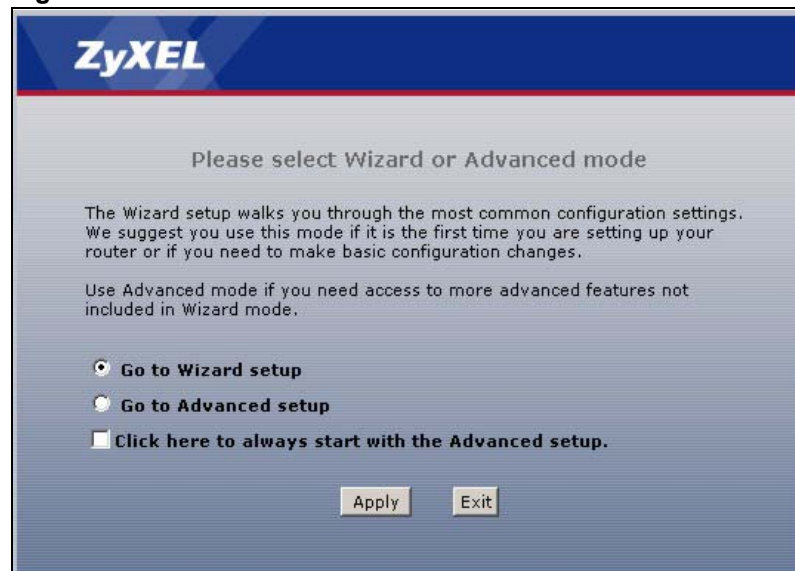 ZyXEL
Please select Wizard or Advanced mode
The Wizard setup walks you through the most common configuration settings.
We suggest you use this mode if it is the first time you are setting up your
router or if you need to make basic configuration changes.
Use Advanced mode if you need access to more advanced features not
included in Wizard mode.
Go to Wizard setup
Go to Advanced setup
Click here to always start with the Advanced setup.
Apply Exit